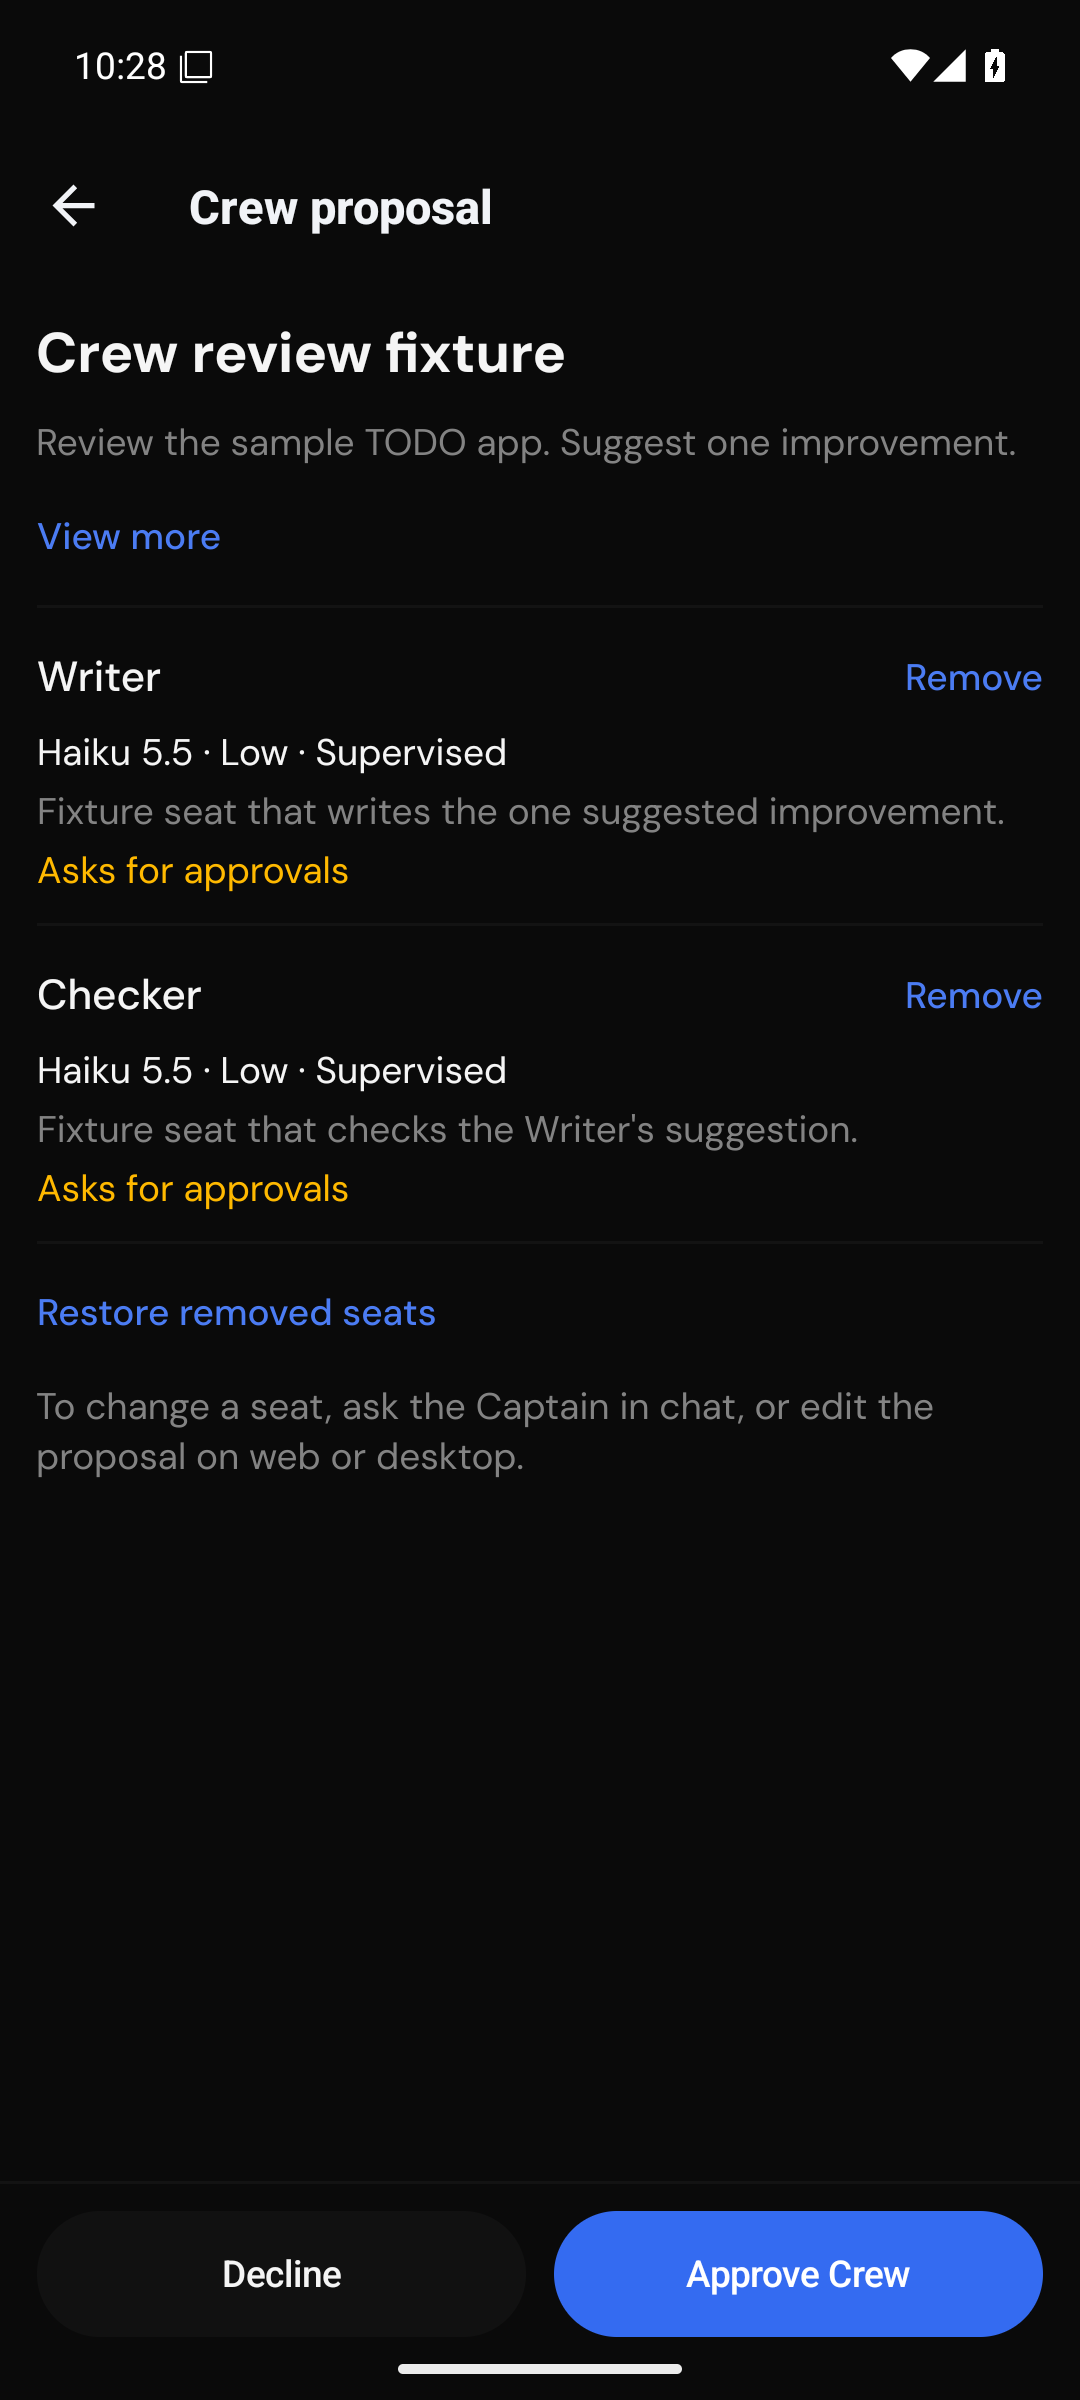 10:28
Crew proposal
Crew review fixture
Review the sample TODO app. Suggest one improvement.
View more
Writer
Remove
Haiku 5.5 · Low · Supervised
Fixture seat that writes the one suggested improvement.
Asks for approvals
Checker
Remove
Haiku 5.5 · Low · Supervised
Fixture seat that checks the Writer's suggestion.
Asks for approvals
Restore removed seats
To change a seat, ask the Captain in chat, or edit the
proposal on web or desktop.
Decline
Approve Crew